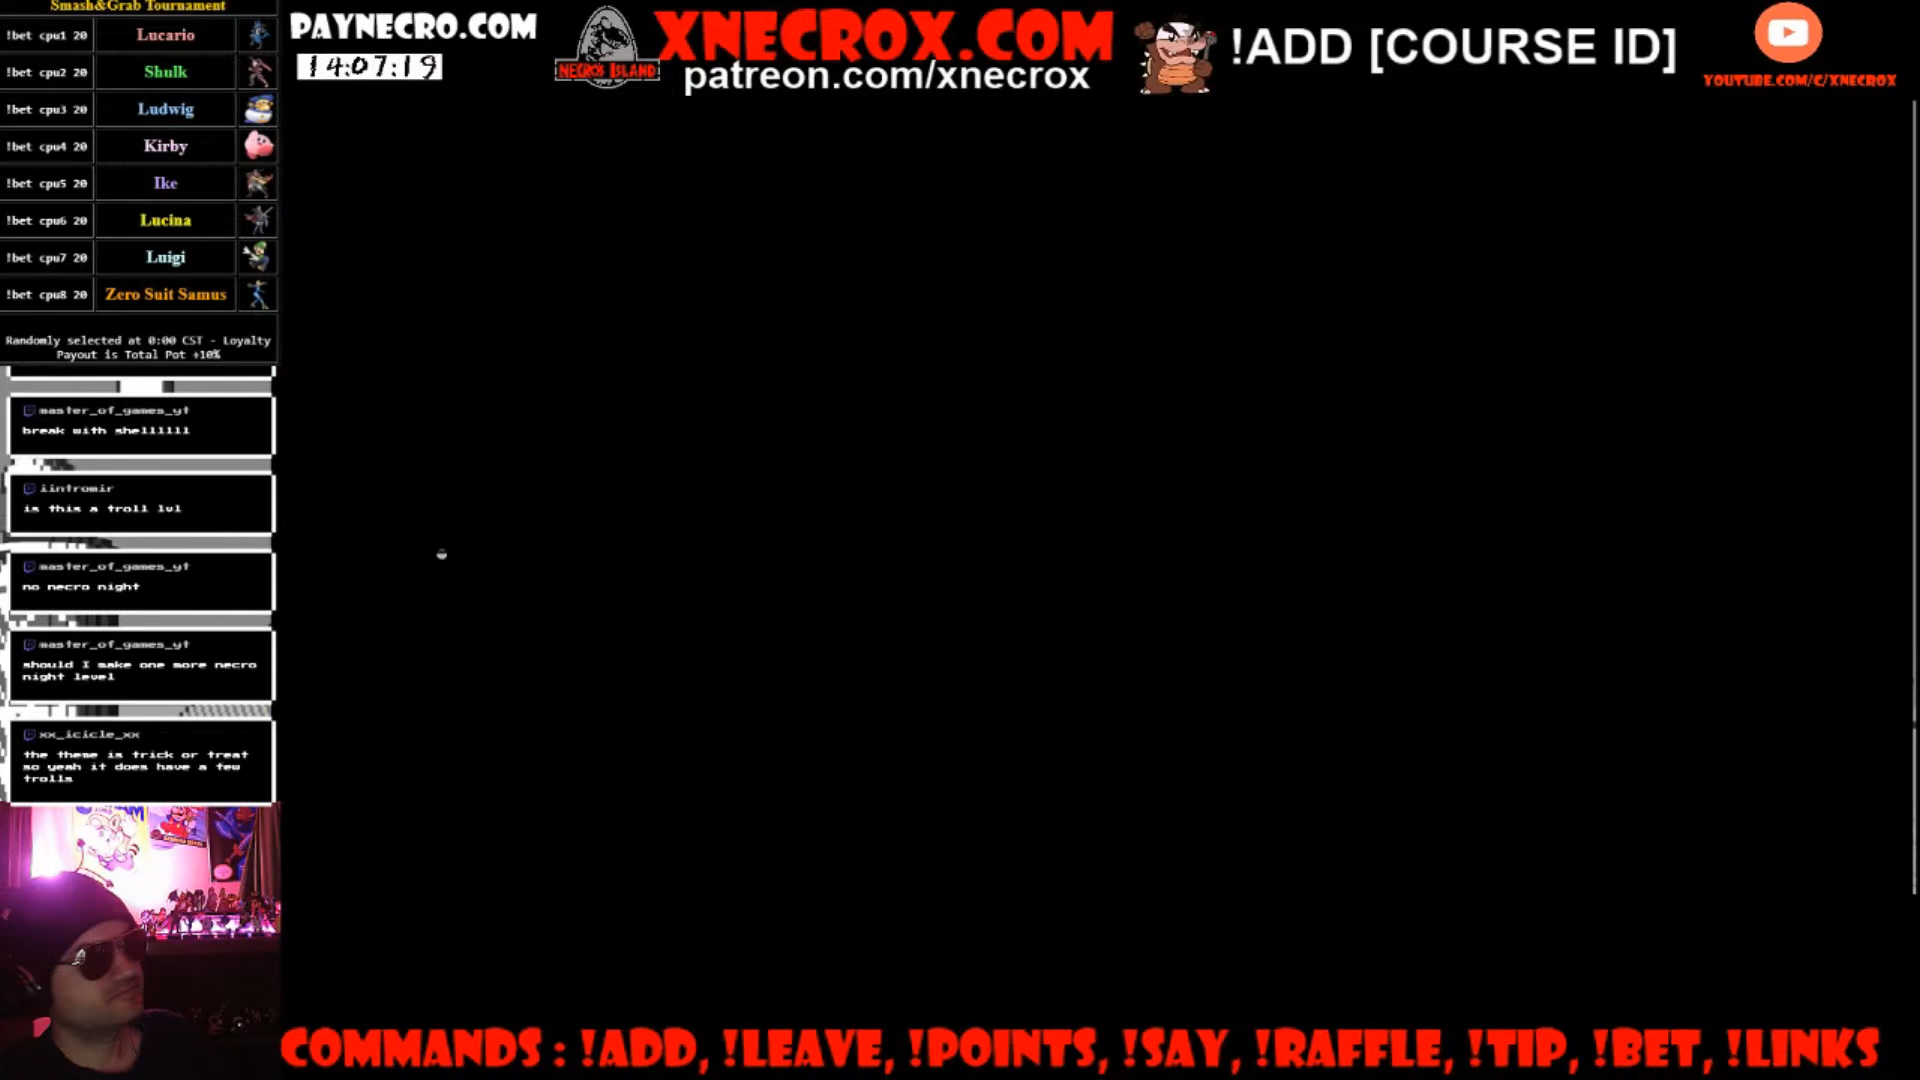 Smash&Grab Tournament
!bet cpu1 20 Lucario
!bet cpu2 20 Shulk
!bet cpu3 20 Ludwig
!bet cpu4 20 Kirby
!bet cpu5 20 Ike
!bet cpu6 20 Lucina
!bet cpu7 20 Luigi
!bet cpu8 20 Zero Suit Samus
Randomly selected at 0:00 CST - Loyalty
Payout is Total Pot +10%
master_of_games_yt
break with shellllll
iintromir
is this a troll lvl
master_of_games_yt
no necro night
master_of_games_yt
should I make one more necro
night level
xx_icicle_xx
the theme is trick or treat
so yeah it does have a few
trolls
PAYNECRO.COM
14:07:19
NECRO'S ISLAND
XNECROX.COM
patreon.com/xnecrox
!ADD [COURSE ID]
YOUTUBE.COM/C/XNECROX
COMMANDS : !ADD, !LEAVE, !POINTS, !SAY, !RAFFLE, !TIP, !BET, !LINKS